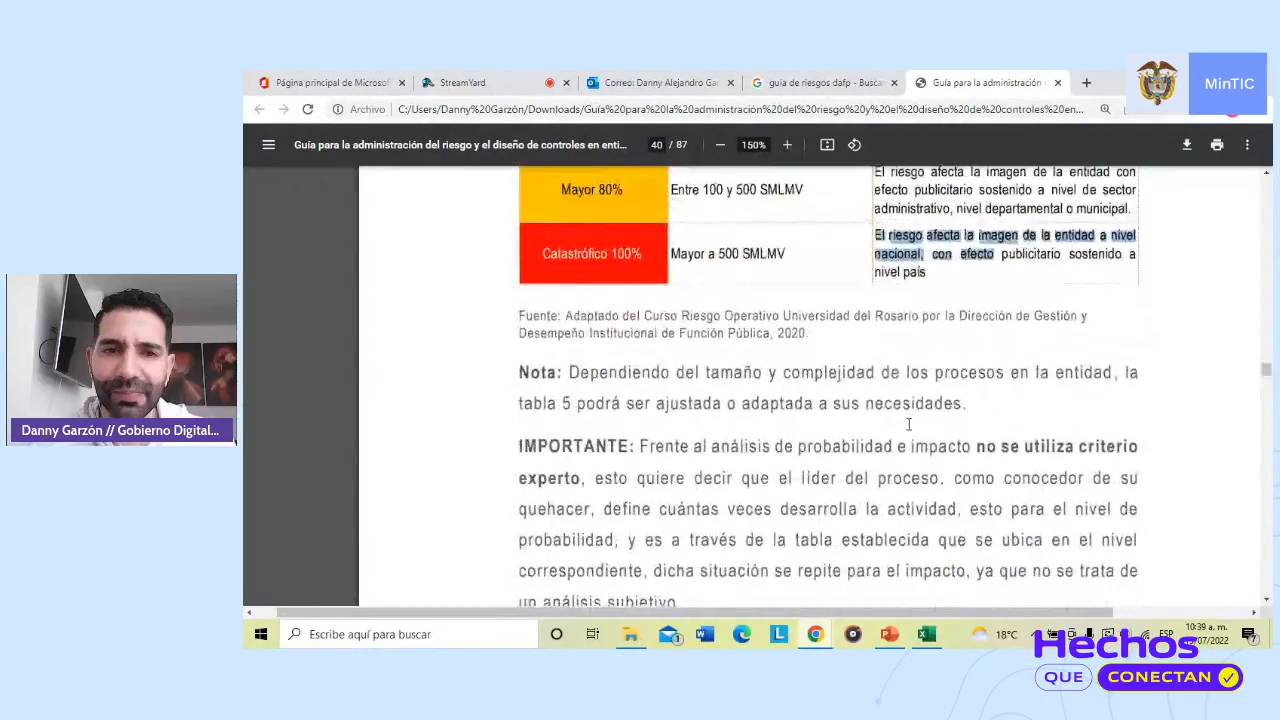 MinTIC
Página principal de Microsof
StreamYard
Correo: Danny Alejandro Gar
guia de riesgos dafp - Busca
Guía para la administración
Archivo
C:/Users/Danny%20Garzón/Downloads/Guía%20para%20la%20administración%20del%20riesgo%20y%20el%20diseño%20de%20controles%20en...
Guía para la administración del riesgo y el diseño de controles en enti...
40 / 87
150%
El riesgo afecta la imagen de la entidad con
Mayor 80%
Entre 100 y 500 SMLMV
efecto publicitario sostenido a nivel de sector
administrativo, nivel departamental o municipal.
Catastrófico 100%
Mayor a 500 SMLMV
El riesgo afecta la imagen de la entidad a nivel
nacional, con efecto publicitario sostenido a
nivel país
Fuente: Adaptado del Curso Riesgo Operativo Universidad del Rosario por la Dirección de Gestión y
Desempeño Institucional de Función Pública, 2020.
Nota: Dependiendo del tamaño y complejidad de los procesos en la entidad, la
tabla 5 podrá ser ajustada o adaptada a sus necesidades.
IMPORTANTE: Frente al análisis de probabilidad e impacto no se utiliza criterio
experto, esto quiere decir que el líder del proceso, como conocedor de su
quehacer, define cuántas veces desarrolla la actividad, esto para el nivel de
probabilidad, y es a través de la tabla establecida que se ubica en el nivel
correspondiente, dicha situación se repite para el impacto, ya que no se trata de
un análisis subjetivo.
Danny Garzón // Gobierno Digital...
Escribe aquí para buscar
18°C
ESP
10:39 a. m.
/07/2022
Hechos
QUE
CONECTAN